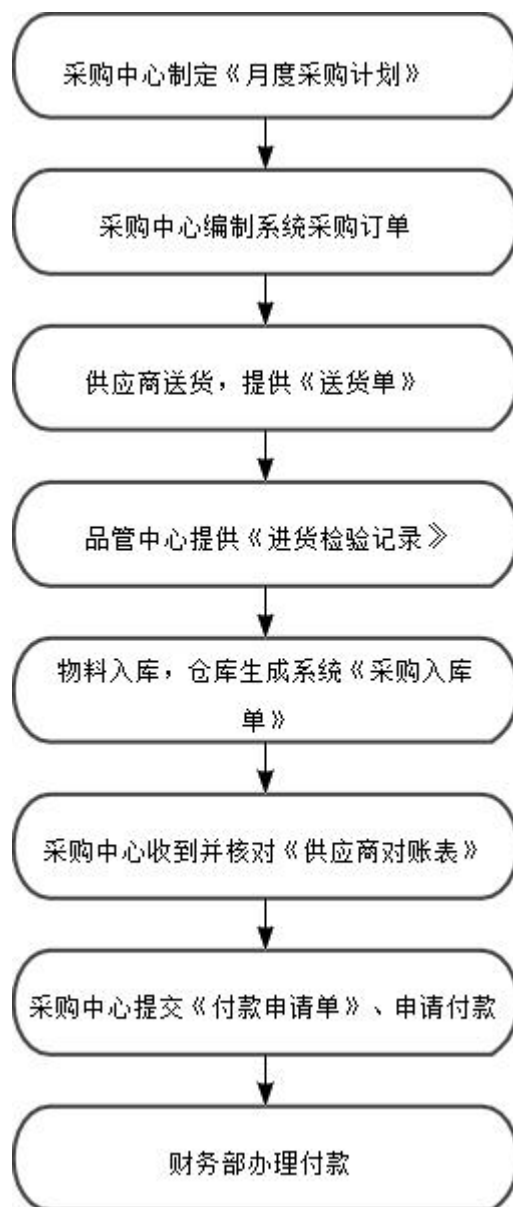 采购中心制定《月度采购计划》
采购中心编制系统采购订单
供应商送货，提供《送货单》
品管中心提供《进货检验记录》
物料入库，仓库生成系统《采购入库
单》
采购中心收到并核对《供应商对账表》
采购中心提交《付款申请单》、申请付款
财务部办理付款